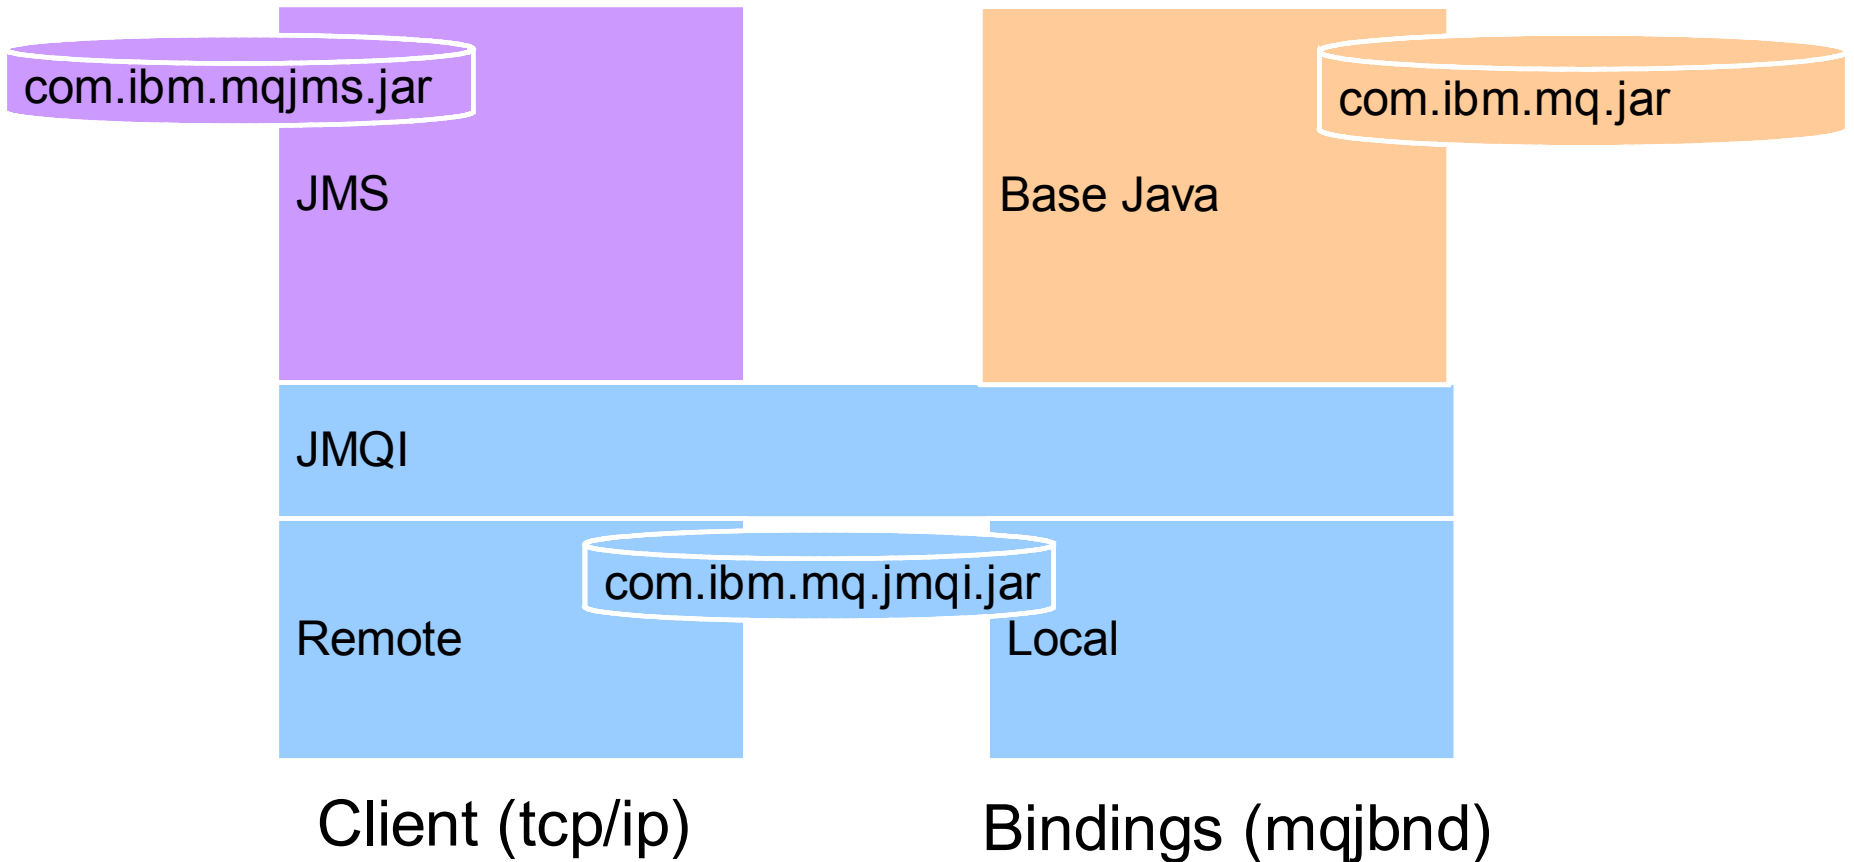 com.ibm.mqjms.jar
com.ibm.mq.jar
JMS
Base Java
JMQI
com.ibm.mq.jmqi.jar
Remote
Local
Client (tcp/ip)
Bindings (mqjbnd)